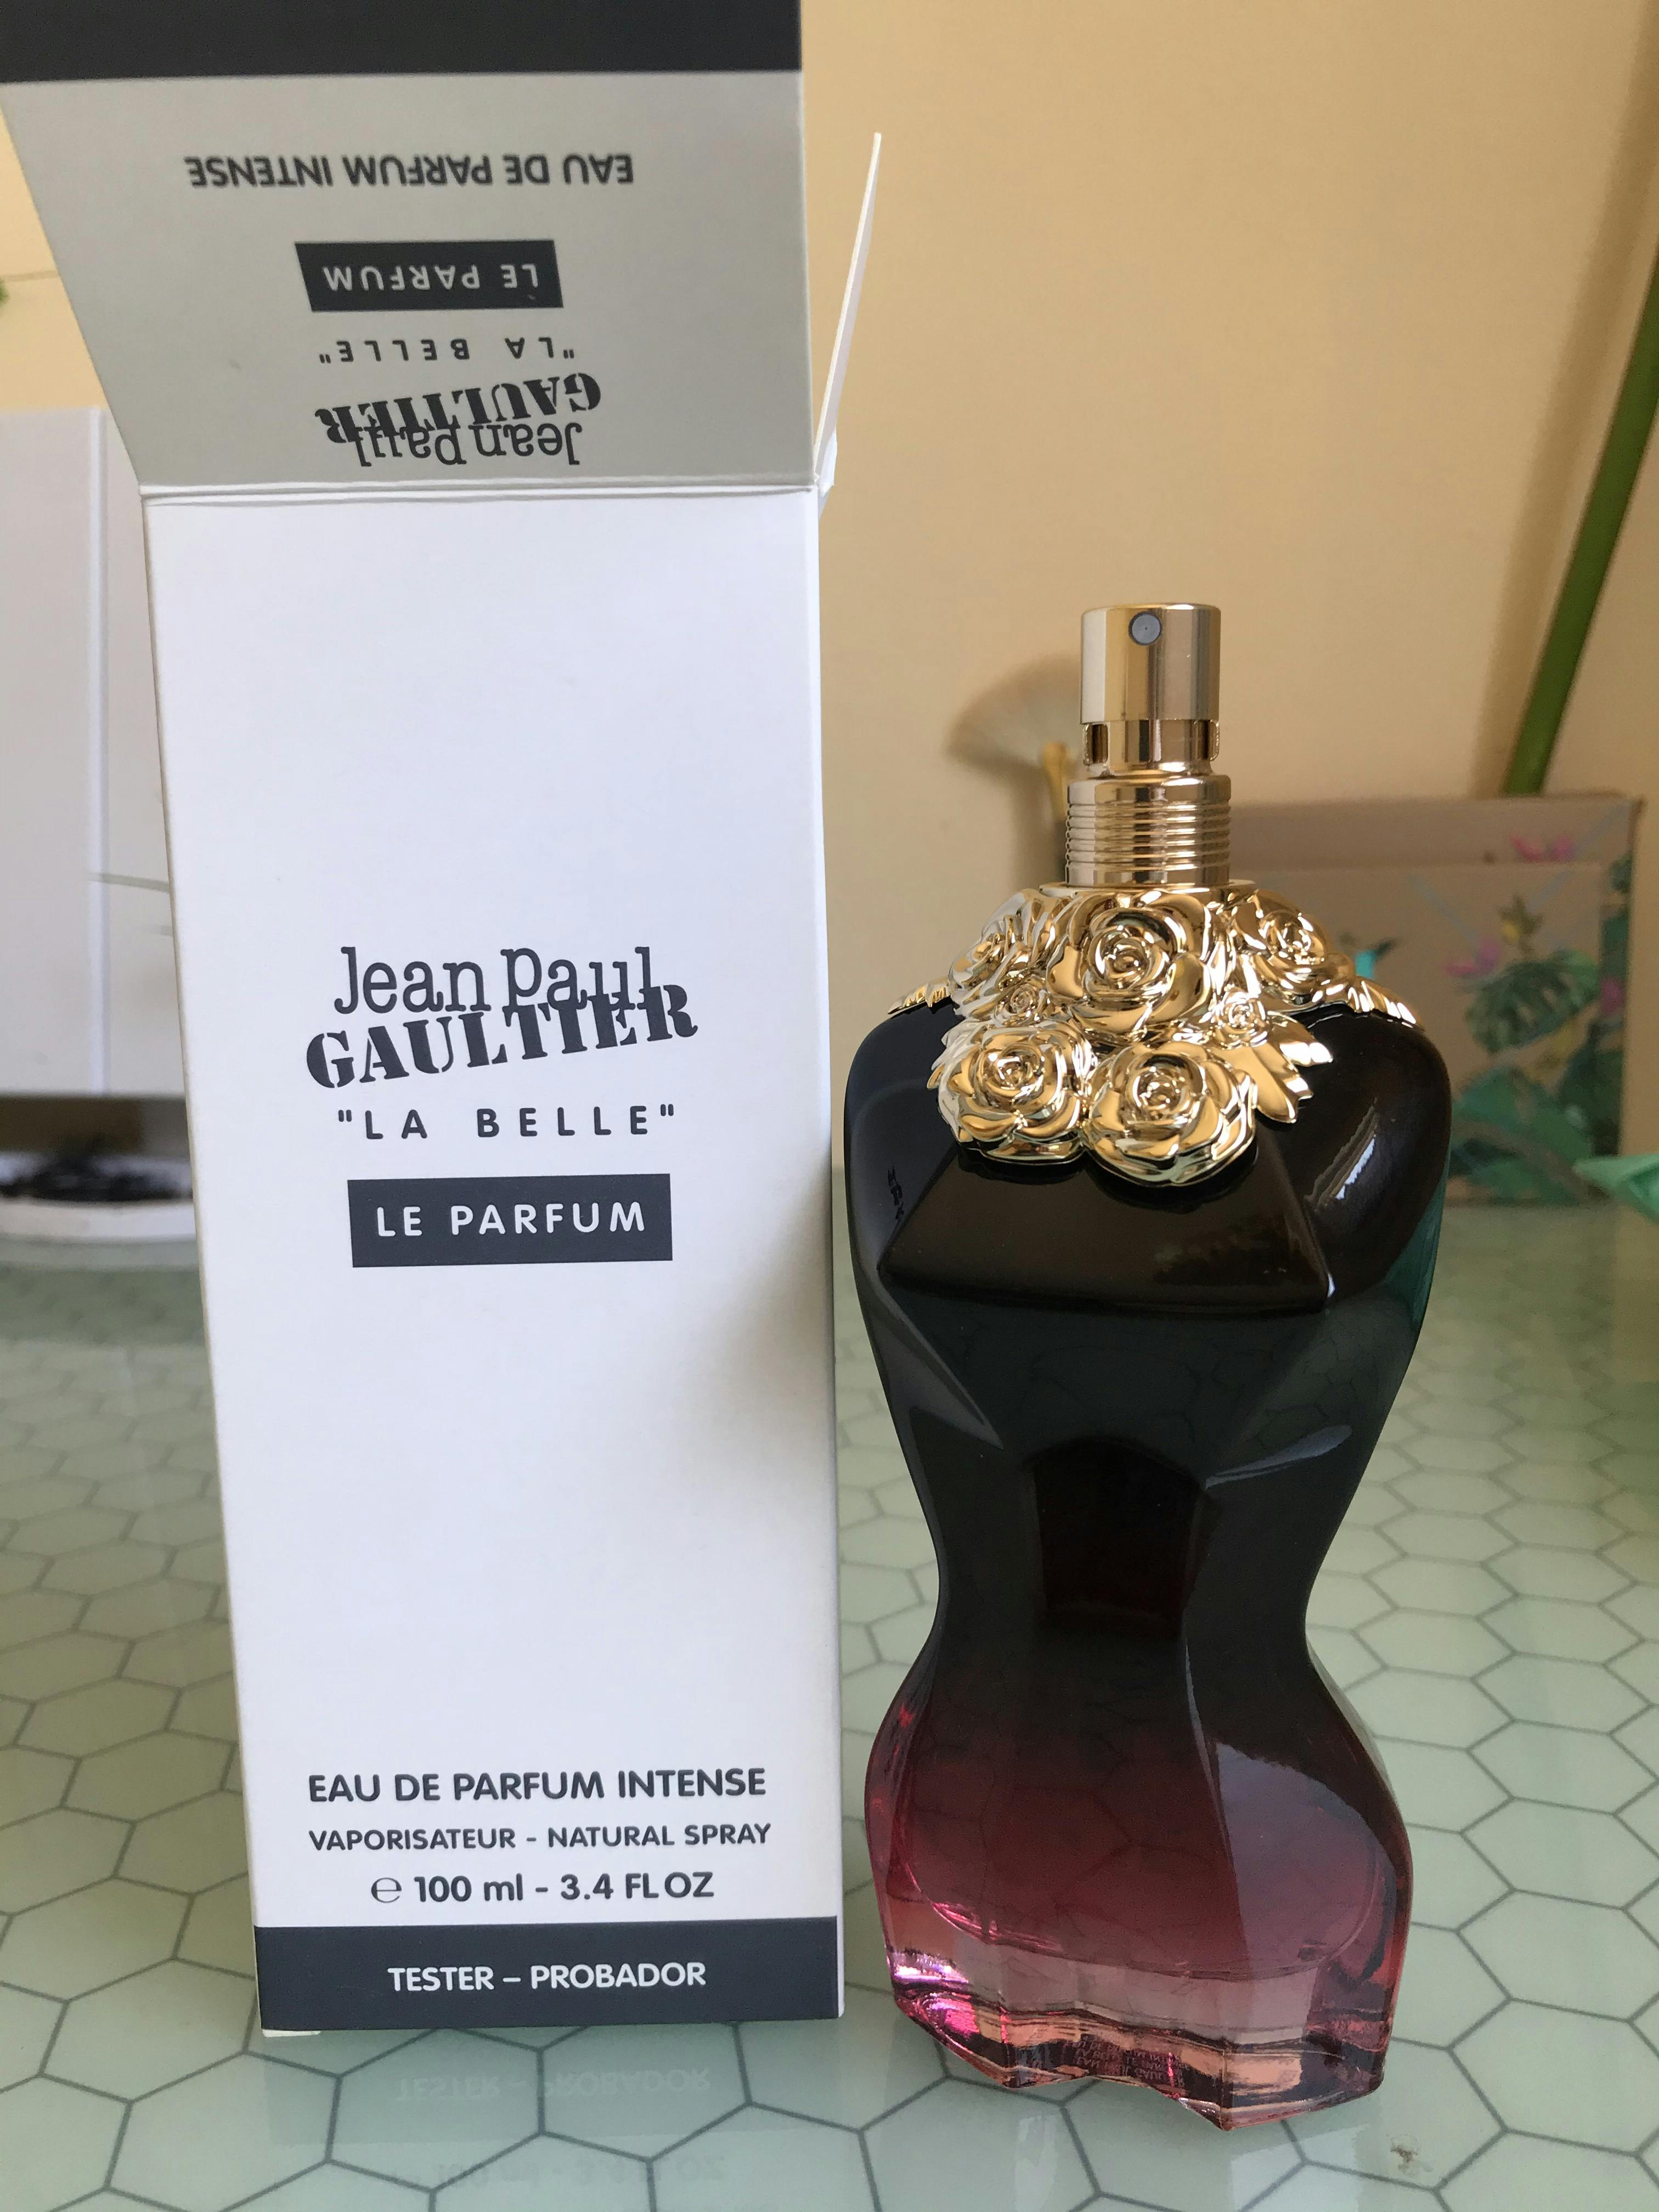 EAU DE PARFUM INTENSE
LE PARFUM
"LA BELLE"
Jean Paul
GAULTIER
Jean Paul
GAULTIER
"LA BELLE"
LE PARFUM
EAU DE PARFUM INTENSE
VAPORISATEUR - NATURAL SPRAY
℮ 100 ml - 3.4 FL OZ
TESTER – PROBADOR